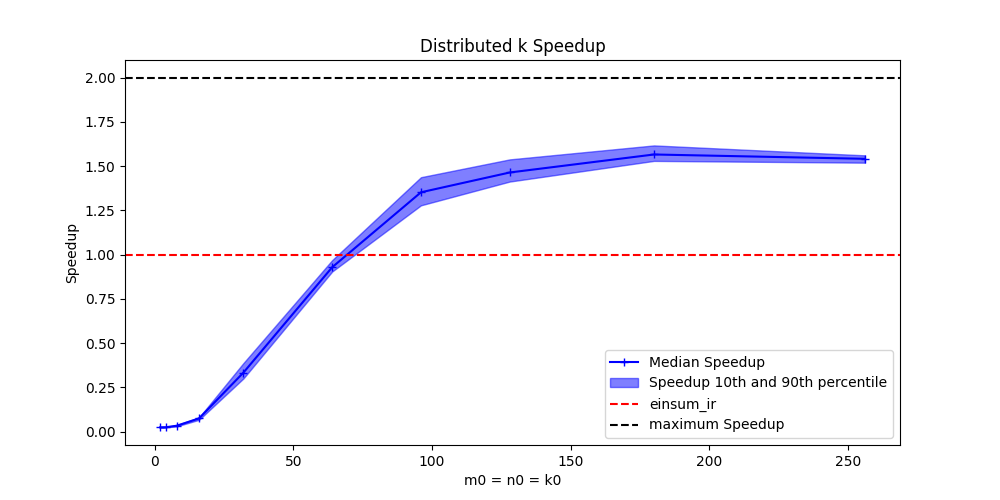 Distributed k Speedup
2.00
1.75
1.50
1.25
1.00
0.75
0.50
0.25
0.00
Speedup
Median Speedup
Speedup 10th and 90th percentile
einsum_ir
maximum Speedup
0 50 100 150 200 250
m0 = n0 = k0